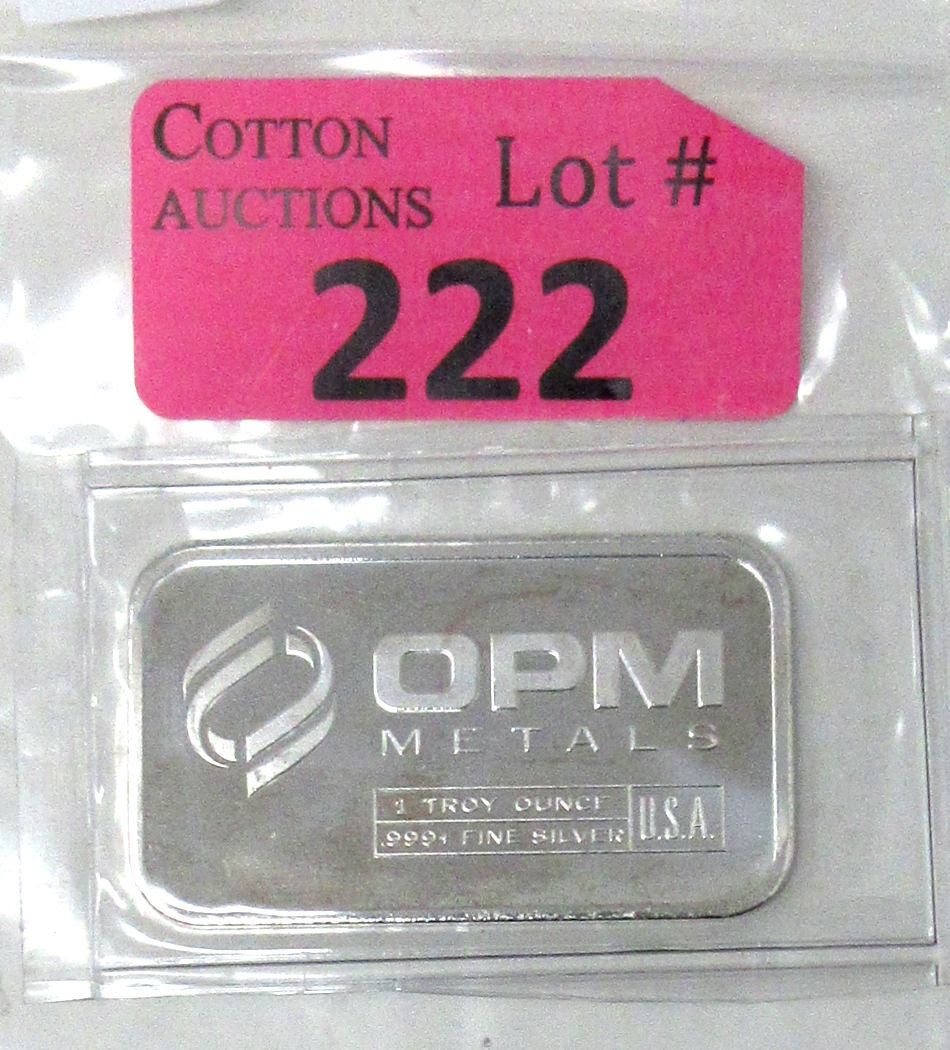 COTTON
AUCTIONS
Lot #
222
OPM
METALS
1 TROY OUNCE
.999+ FINE SILVER
U.S.A.